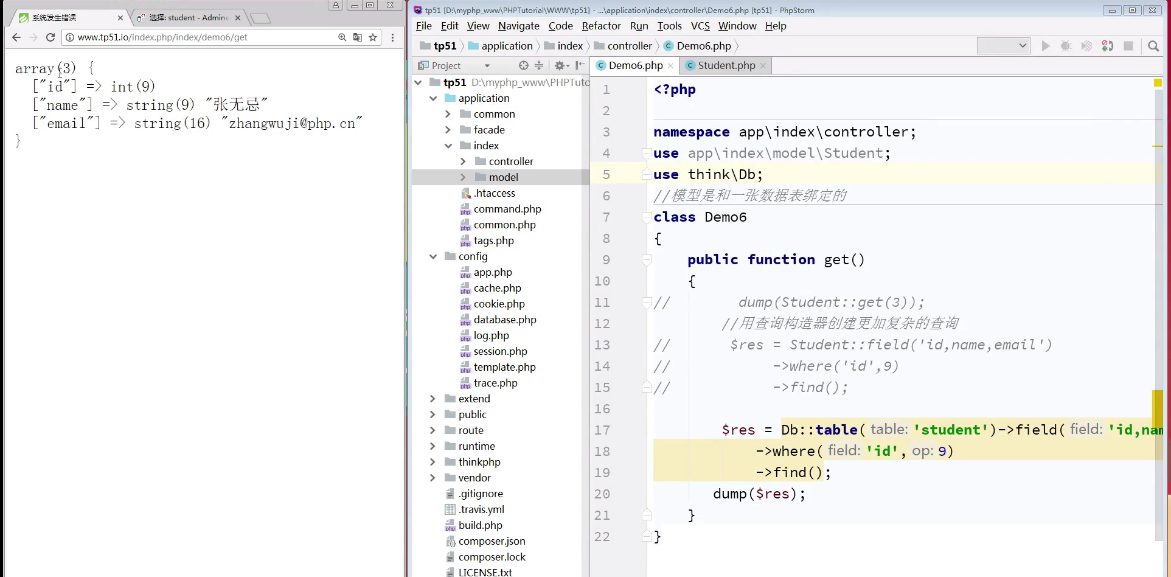 系统发生错误
选择: student - Admine
www.tp51.io/index.php/index/demo6/get
array(3) {
["id"] => int(9)
["name"] => string(9) "张无忌"
["email"] => string(16) "zhangwuji@php.cn"
}
tp51 [D:\myphp_www\PHPTutorial\WWW\tp51] - ...\application\index\controller\Demo6.php [tp51] - PhpStorm
File Edit View Navigate Code Refactor Run Tools VCS Window Help
tp51 application index controller Demo6.php
Project
Demo6.php Student.php
tp51 D:\myphp_www\PHPTuto
application
common
facade
index
controller
model
.htaccess
command.php
common.php
tags.php
config
app.php
cache.php
cookie.php
database.php
log.php
session.php
template.php
trace.php
extend
public
route
runtime
thinkphp
vendor
.gitignore
.travis.yml
build.php
composer.json
composer.lock
LICENSE.txt
1 <?php
2
3 namespace app\index\controller;
4 use app\index\model\Student;
5 use think\Db;
6 //模型是和一张数据表绑定的
7 class Demo6
8 {
9 public function get()
10 {
11 // dump(Student::get(3));
12 //用查询构造器创建更加复杂的查询
13 // $res = Student::field('id,name,email')
14 // ->where('id',9)
15 // ->find();
16
17 $res = Db::table( table: 'student')->field( field: 'id,nam
18 ->where( field: 'id', op: 9)
19 ->find();
20 dump($res);
21 }
22 }